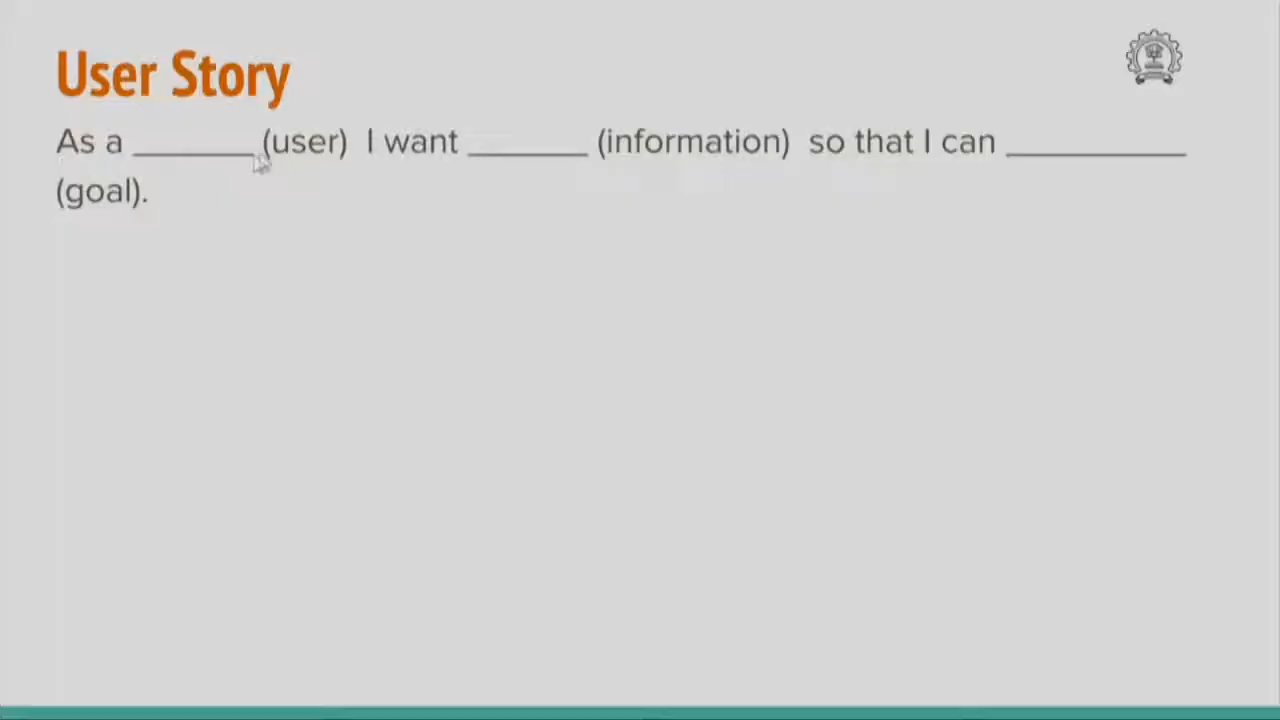 User Story
As a ________ (user) I want ________ (information) so that I can ____________
(goal).